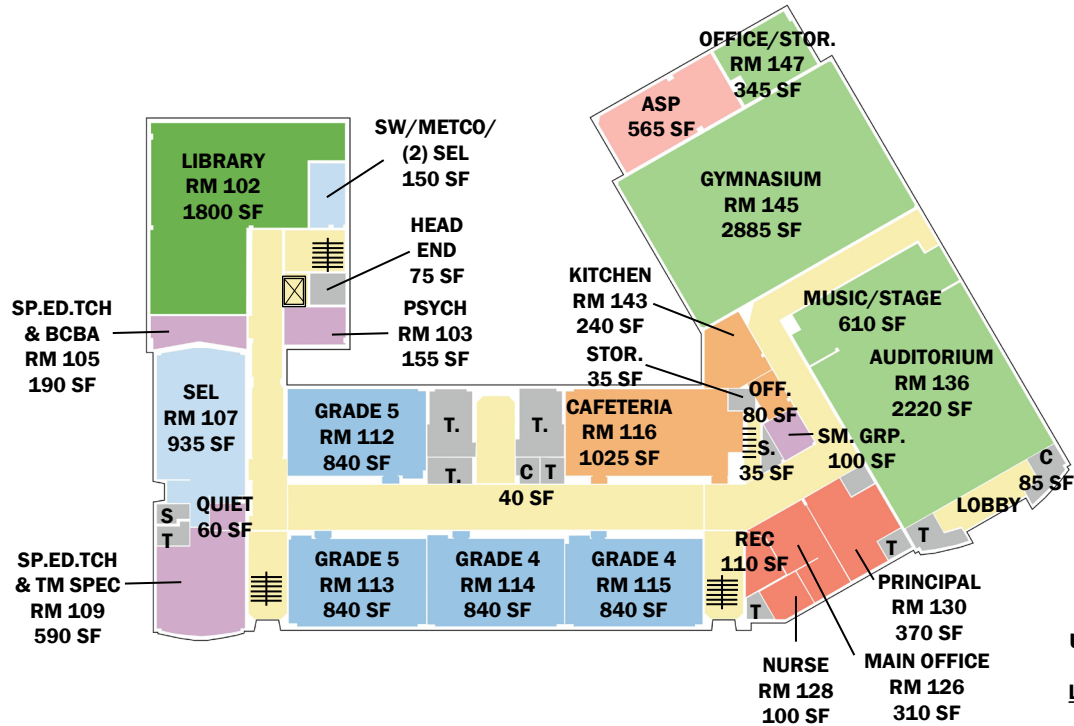 OFFICE/STOR.
RM 147
345 SF
ASP
565 SF
SW/METCO/
(2) SEL
150 SF
LIBRARY
RM 102
1800 SF
GYMNASIUM
RM 145
2885 SF
HEAD
END
75 SF
KITCHEN
RM 143
240 SF
SP.ED.TCH
& BCBA
RM 105
190 SF
PSYCH
RM 103
155 SF
MUSIC/STAGE
610 SF
STOR.
35 SF
AUDITORIUM
RM 136
2220 SF
SEL
RM 107
935 SF
GRADE 5
RM 112
840 SF
T.
T.
CAFETERIA
RM 116
1025 SF
OFF.
80 SF
SM. GRP.
100 SF
S.
35 SF
T.
C
T
40 SF
C
85 SF
LOBBY
QUIET
60 SF
S
T
SP.ED.TCH
& TM SPEC
RM 109
590 SF
GRADE 5
RM 113
840 SF
GRADE 4
RM 114
840 SF
GRADE 4
RM 115
840 SF
REC
110 SF
T
T
T
PRINCIPAL
RM 130
370 SF
NURSE
RM 128
100 SF
MAIN OFFICE
RM 126
310 SF